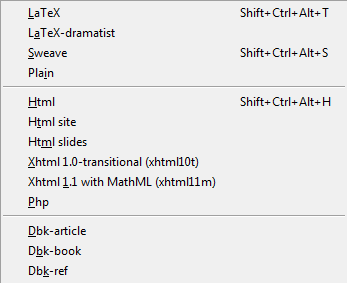 LaTeX Shift+Ctrl+Alt+T
LaTeX-dramatist
Sweave Shift+Ctrl+Alt+S
Plain
Html Shift+Ctrl+Alt+H
Html site
Html slides
Xhtml 1.0-transitional (xhtml10t)
Xhtml 1.1 with MathML (xhtml11m)
Php
Dbk-article
Dbk-book
Dbk-ref